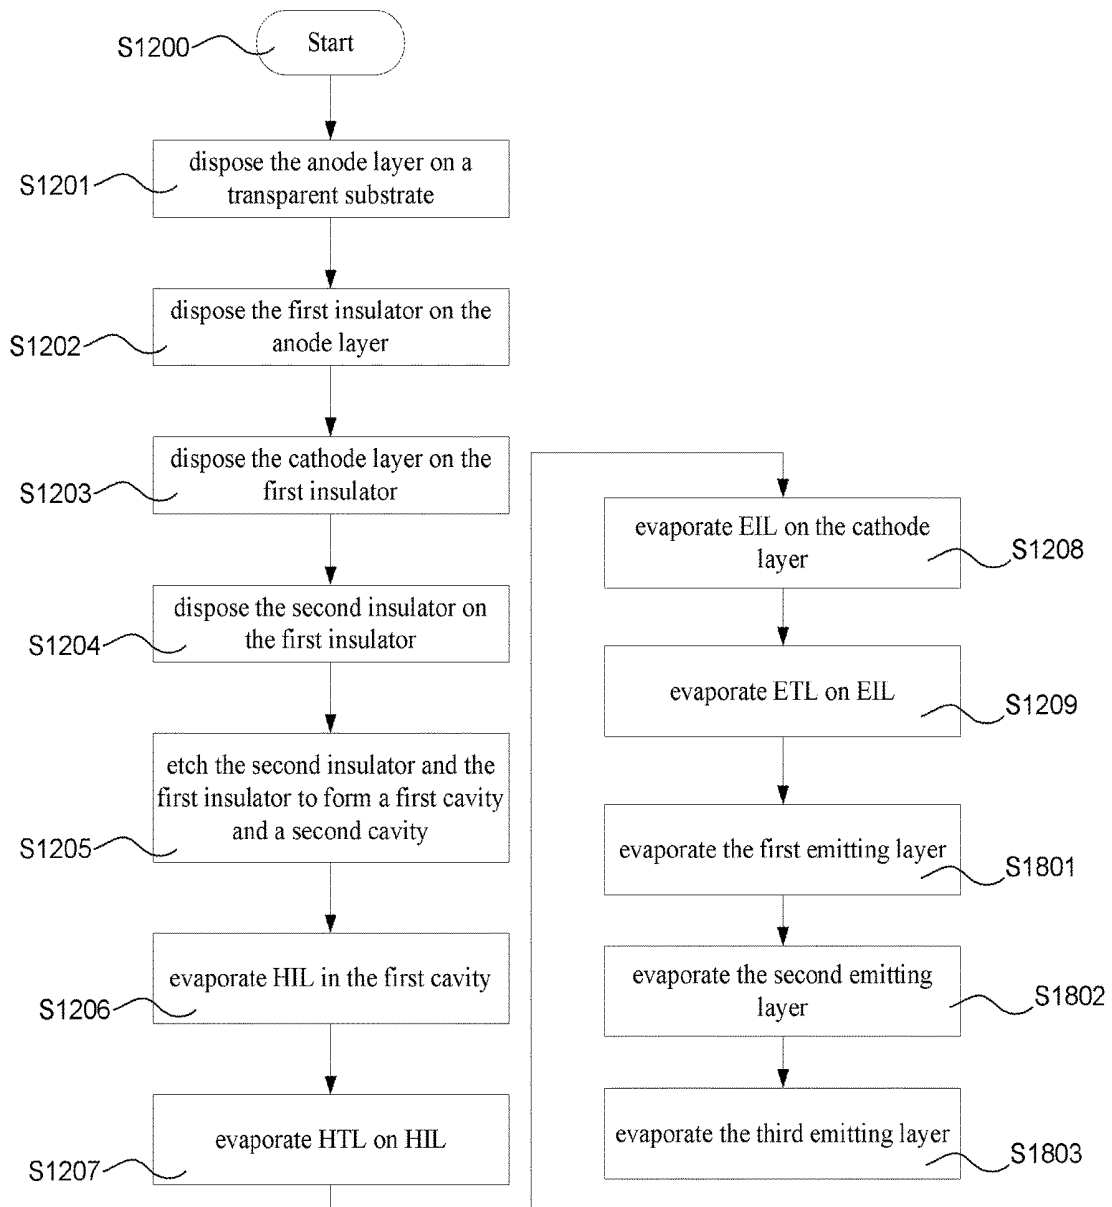 S1200
Start
S1201
dispose the anode layer on a
transparent substrate
S1202
dispose the first insulator on the
anode layer
S1203
dispose the cathode layer on the
first insulator
S1204
dispose the second insulator on
the first insulator
S1205
etch the second insulator and the
first insulator to form a first cavity
and a second cavity
S1206
evaporate HIL in the first cavity
S1207
evaporate HTL on HIL
evaporate EIL on the cathode
layer
S1208
evaporate ETL on EIL
S1209
evaporate the first emitting layer
S1801
evaporate the second emitting
layer
S1802
evaporate the third emitting layer
S1803